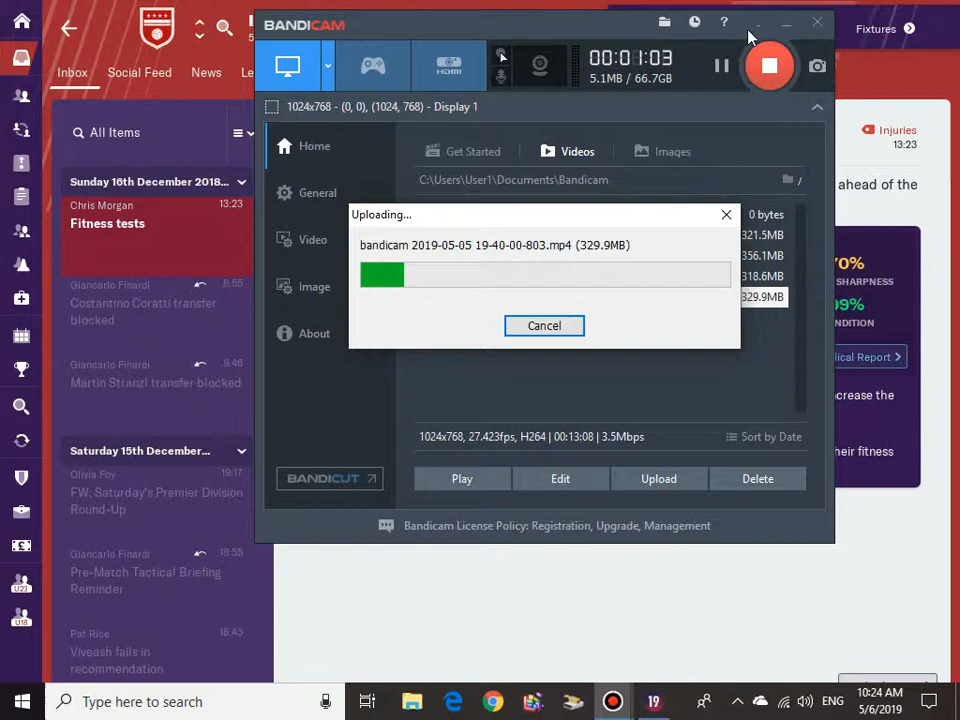 BANDICAM
Fixtures
00:01:03
5.1MB / 66.7GB
HDMI
Inbox
Social Feed
News
1024x768 - (0, 0), (1024, 768) - Display 1
All Items
Home
Get Started
Videos
Images
Injuries
13:23
C:\Users\User1\Documents\Bandicam
/
ahead of the
Sunday 16th December 2018...
General
Chris Morgan
13:23
Fitness tests
Uploading...
0 bytes
bandicam 2019-05-05 19-40-00-803.mp4 (329.9MB)
321.5MB
Video
356.1MB
318.6MB
329.9MB
SHARPNESS
Giancarlo Finardi
8:55
Costantino Coratti transfer
blocked
Image
Cancel
About
Giancarlo Finardi
8:46
Martin Stranzl transfer blocked
1024x768, 27.423fps, H264 | 00:13:08 | 3.5Mbps
Sort by Date
Saturday 15th December...
Olivia Foy
19:17
FW: Saturday's Premier Division
Round-Up
BANDICUT
Play
Edit
Upload
Delete
Bandicam License Policy: Registration, Upgrade, Management
Giancarlo Finardi
18:55
Pre-Match Tactical Briefing
Reminder
U23
U18
Pat Rice
18:43
Viveash fails in
recommendation
Type here to search
19
ENG
10:24 AM
5/6/2019